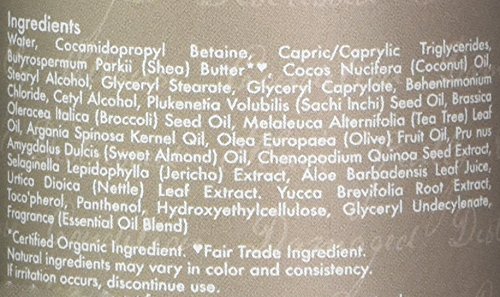 Ingredients
Water, Cocamidopropyl Betaine, Capric/Caprylic Triglycerides,
Butyrospermum Parkii (Shea) Butter*♥, Cocos Nucifera (Coconut) Oil,
Stearyl Alcohol, Glyceryl Stearate, Glyceryl Caprylate, Behentrimonium
Chloride, Cetyl Alcohol, Plukenetia Volubilis (Sachi Inchi) Seed Oil, Brassica
Oleracea Italica (Broccoli) Seed Oil, Melaleuca Alternifolia (Tea Tree) Leaf
Oil, Argania Spinosa Kernel Oil, Olea Europaea (Olive) Fruit Oil, Pru nus
Amygdalus Dulcis (Sweet Almond) Oil, Chenopodium Quinoa Seed Extract,
Selaginella Lepidophylla (Jericho) Extract, Aloe Barbadensis Leaf Juice,
Urtica Dioica (Nettle) Leaf Extract. Yucca Brevifolia Root Extract,
Toco'pherol, Panthenol, Hydroxyethylcellulose, Glyceryl Undecylenate,
Fragrance (Essential Oil Blend)
*Certified Organic Ingredient. ♥Fair Trade Ingredient.
Natural ingredients may vary in color and consistency.
If irritation occurs, discontinue use.